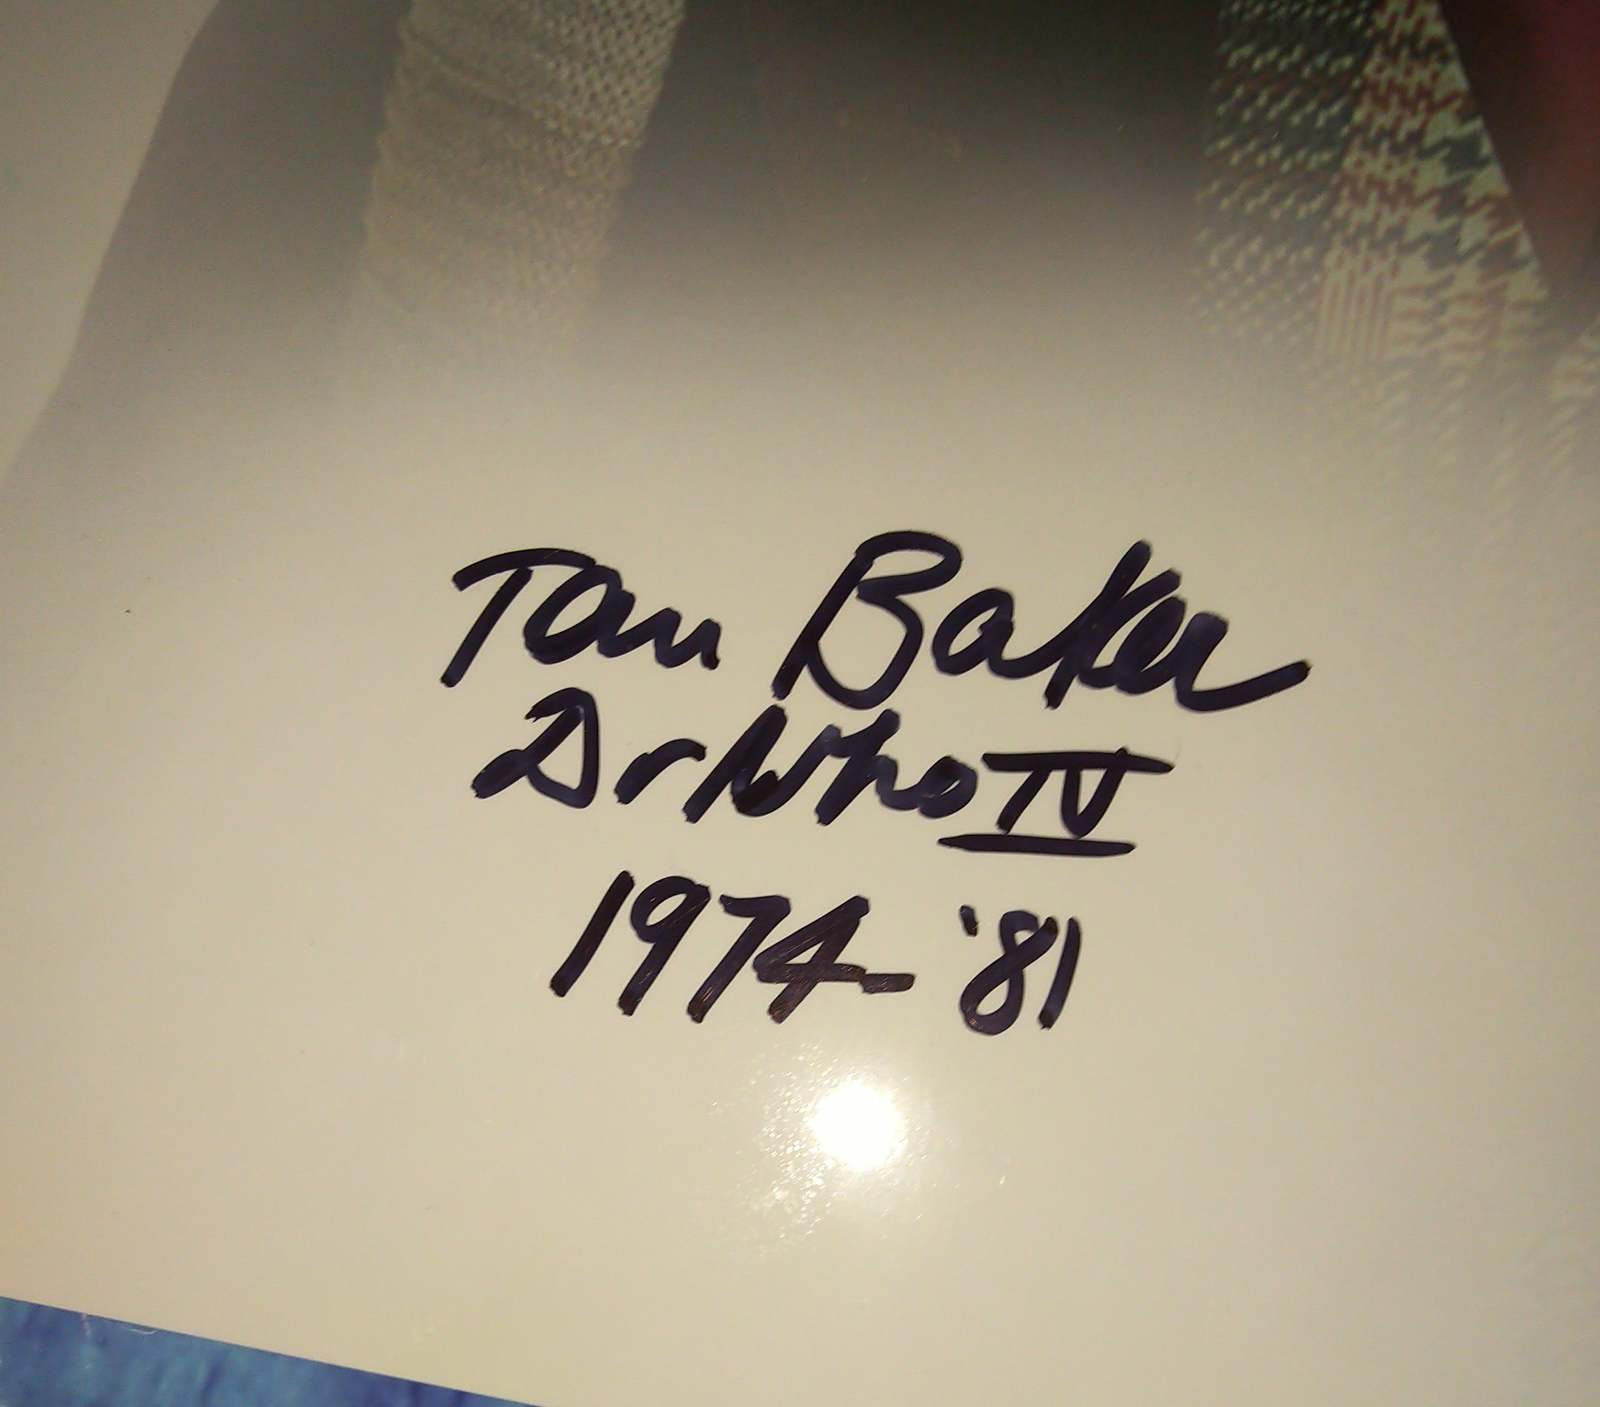 Tom Baker
Dr Who IV
1974- '81